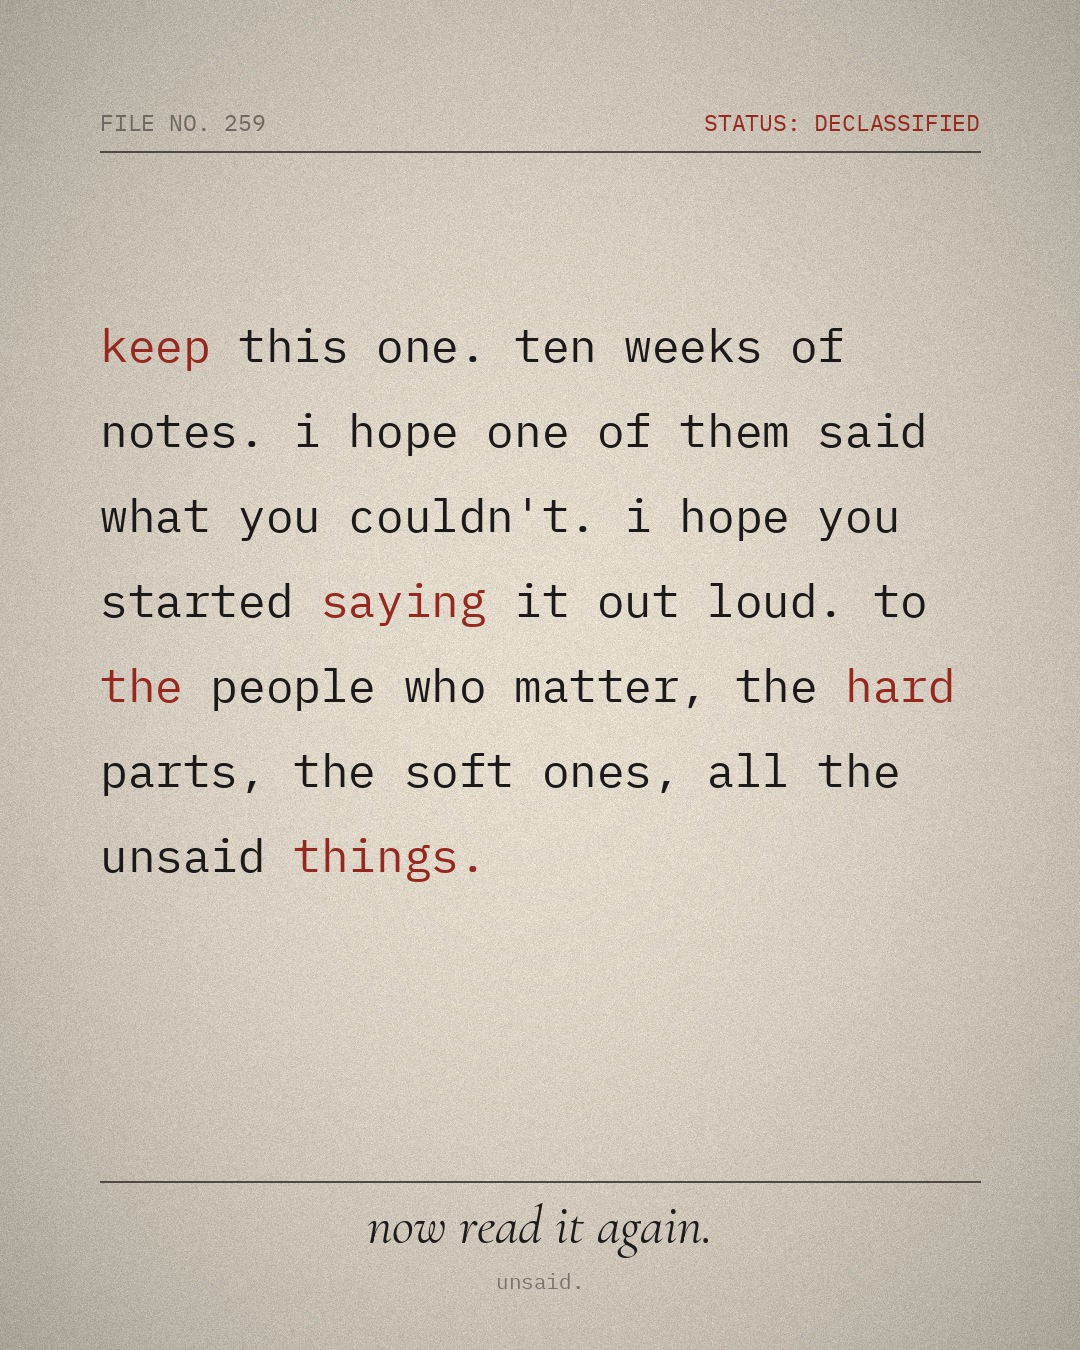 FILE NO. 259
STATUS: DECLASSIFIED
keep this one. ten weeks of
notes. i hope one of them said
what you couldn't. i hope you
started saying it out loud. to
the people who matter, the hard
parts, the soft ones, all the
unsaid things.
now read it again.
unsaid.